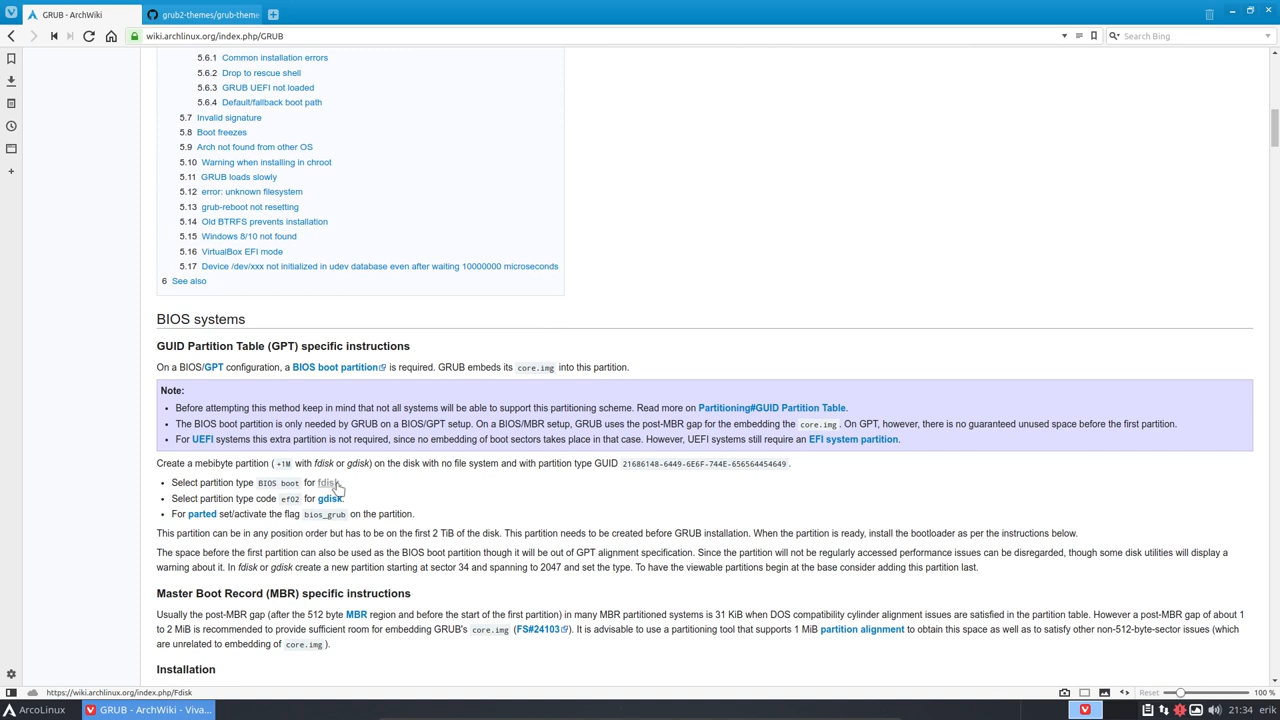 GRUB - ArchWiki
grub2-themes/grub-theme
wiki.archlinux.org/index.php/GRUB
Search Bing
5.6.1 Common installation errors
5.6.2 Drop to rescue shell
5.6.3 GRUB UEFI not loaded
5.6.4 Default/fallback boot path
5.7 Invalid signature
5.8 Boot freezes
5.9 Arch not found from other OS
5.10 Warning when installing in chroot
5.11 GRUB loads slowly
5.12 error: unknown filesystem
5.13 grub-reboot not resetting
5.14 Old BTRFS prevents installation
5.15 Windows 8/10 not found
5.16 VirtualBox EFI mode
5.17 Device /dev/xxx not initialized in udev database even after waiting 10000000 microseconds
6 See also
BIOS systems
GUID Partition Table (GPT) specific instructions
On a BIOS/GPT configuration, a BIOS boot partition is required. GRUB embeds its core.img into this partition.
Note:
• Before attempting this method keep in mind that not all systems will be able to support this partitioning scheme. Read more on Partitioning#GUID Partition Table.
• The BIOS boot partition is only needed by GRUB on a BIOS/GPT setup. On a BIOS/MBR setup, GRUB uses the post-MBR gap for the embedding the core.img. On GPT, however, there is no guaranteed unused space before the first partition.
• For UEFI systems this extra partition is not required, since no embedding of boot sectors takes place in that case. However, UEFI systems still require an EFI system partition.
Create a mebibyte partition (+1M with fdisk or gdisk) on the disk with no file system and with partition type GUID 21686148-6449-6E6F-744E-656564454649.
• Select partition type BIOS boot for fdisk.
• Select partition type code ef02 for gdisk.
• For parted set/activate the flag bios_grub on the partition.
This partition can be in any position order but has to be on the first 2 TiB of the disk. This partition needs to be created before GRUB installation. When the partition is ready, install the bootloader as per the instructions below.
The space before the first partition can also be used as the BIOS boot partition though it will be out of GPT alignment specification. Since the partition will not be regularly accessed performance issues can be disregarded, though some disk utilities will display a
warning about it. In fdisk or gdisk create a new partition starting at sector 34 and spanning to 2047 and set the type. To have the viewable partitions begin at the base consider adding this partition last.
Master Boot Record (MBR) specific instructions
Usually the post-MBR gap (after the 512 byte MBR region and before the start of the first partition) in many MBR partitioned systems is 31 KiB when DOS compatibility cylinder alignment issues are satisfied in the partition table. However a post-MBR gap of about 1
to 2 MiB is recommended to provide sufficient room for embedding GRUB's core.img (FS#24103). It is advisable to use a partitioning tool that supports 1 MiB partition alignment to obtain this space as well as to satisfy other non-512-byte-sector issues (which
are unrelated to embedding of core.img).
Installation
https://wiki.archlinux.org/index.php/Fdisk
Reset
100 %
ArcoLinux
GRUB - ArchWiki - Viva...
21:34
erik